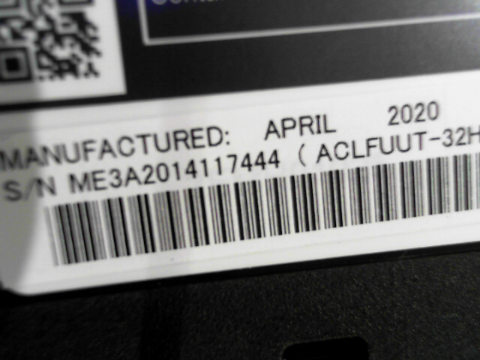 MANUFACTURED: APRIL 2020
S/N ME3A2014117444 ( ACLFUUT-32H